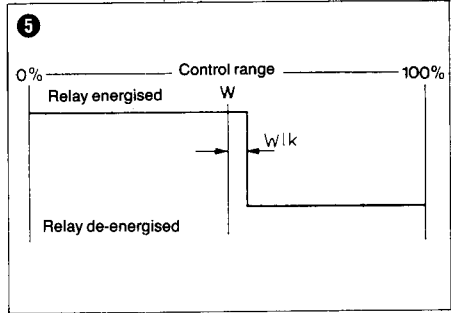 5
0% Control range 100%
Relay energised
W
Wlk
Relay de-energised